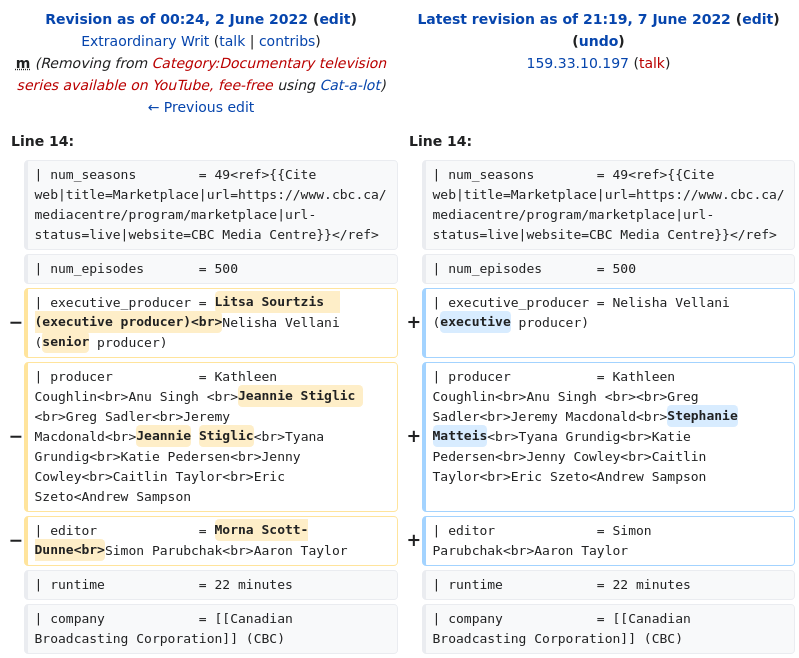 Revision as of 00:24, 2 June 2022 (edit)
Extraordinary Writ (talk | contribs)
m (Removing from Category:Documentary television
series available on YouTube, fee-free using Cat-a-lot)
← Previous edit
Latest revision as of 21:19, 7 June 2022 (edit)
(undo)
159.33.10.197 (talk)
Line 14:
Line 14:
| num_seasons        = 49<ref>{{Cite
web|title=Marketplace|url=https://www.cbc.ca/
mediacentre/program/marketplace|url-
status=live|website=CBC Media Centre}}</ref>
| num_seasons        = 49<ref>{{Cite
web|title=Marketplace|url=https://www.cbc.ca/
mediacentre/program/marketplace|url-
status=live|website=CBC Media Centre}}</ref>
| num_episodes       = 500
| num_episodes       = 500
− | executive_producer = Litsa Sourtzis
(executive producer)<br>Nelisha Vellani
(senior producer)
+ | executive_producer = Nelisha Vellani
(executive producer)
− | producer           = Kathleen
Coughlin<br>Anu Singh <br>Jeannie Stiglic
<br>Greg Sadler<br>Jeremy
Macdonald<br>Jeannie Stiglic<br>Tyana
Grundig<br>Katie Pedersen<br>Jenny
Cowley<br>Caitlin Taylor<br>Eric
Szeto<Andrew Sampson
+ | producer           = Kathleen
Coughlin<br>Anu Singh <br><br>Greg
Sadler<br>Jeremy Macdonald<br>Stephanie
Matteis<br>Tyana Grundig<br>Katie
Pedersen<br>Jenny Cowley<br>Caitlin
Taylor<br>Eric Szeto<Andrew Sampson
− | editor             = Morna Scott-
Dunne<br>Simon Parubchak<br>Aaron Taylor
+ | editor             = Simon
Parubchak<br>Aaron Taylor
| runtime            = 22 minutes
| runtime            = 22 minutes
| company            = [[Canadian
Broadcasting Corporation]] (CBC)
| company            = [[Canadian
Broadcasting Corporation]] (CBC)